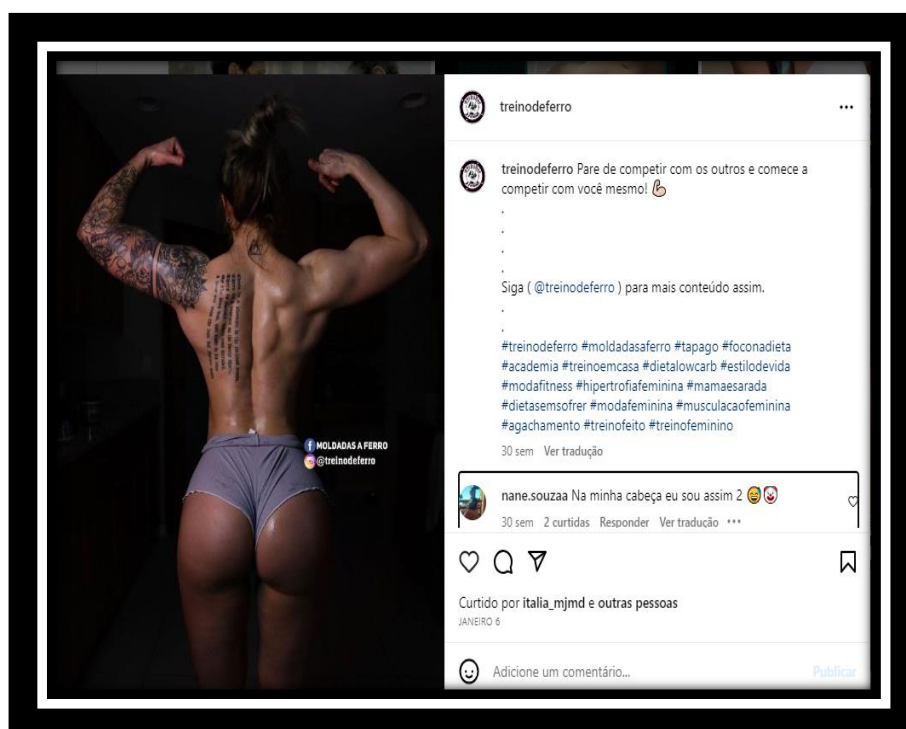 treinodeferro
treinodeferro Pare de competir com os outros e comece a
competir com você mesmo! 💪🏻
.
.
.
.
Siga ( @treinodeferro ) para mais conteúdo assim.
.
.
#treinodeferro #moldadasaferro #tapago #foconadieta
#academia #treinoemcasa #dietalowcarb #estilodevida
#modafitness #hipertrofiafeminina #mamaesarada
#dietasemsofrer #modafeminina #musculacaofeminina
#agachamento #treinofeito #treinofeminino
30 sem Ver tradução
nane.souzaa Na minha cabeça eu sou assim 2 😅🤡
30 sem 2 curtidas Responder Ver tradução •••
Curtido por italia_mjmd e outras pessoas
JANEIRO 6
Adicione um comentário... Publicar
MOLDADAS A FERRO
@treinodeferro